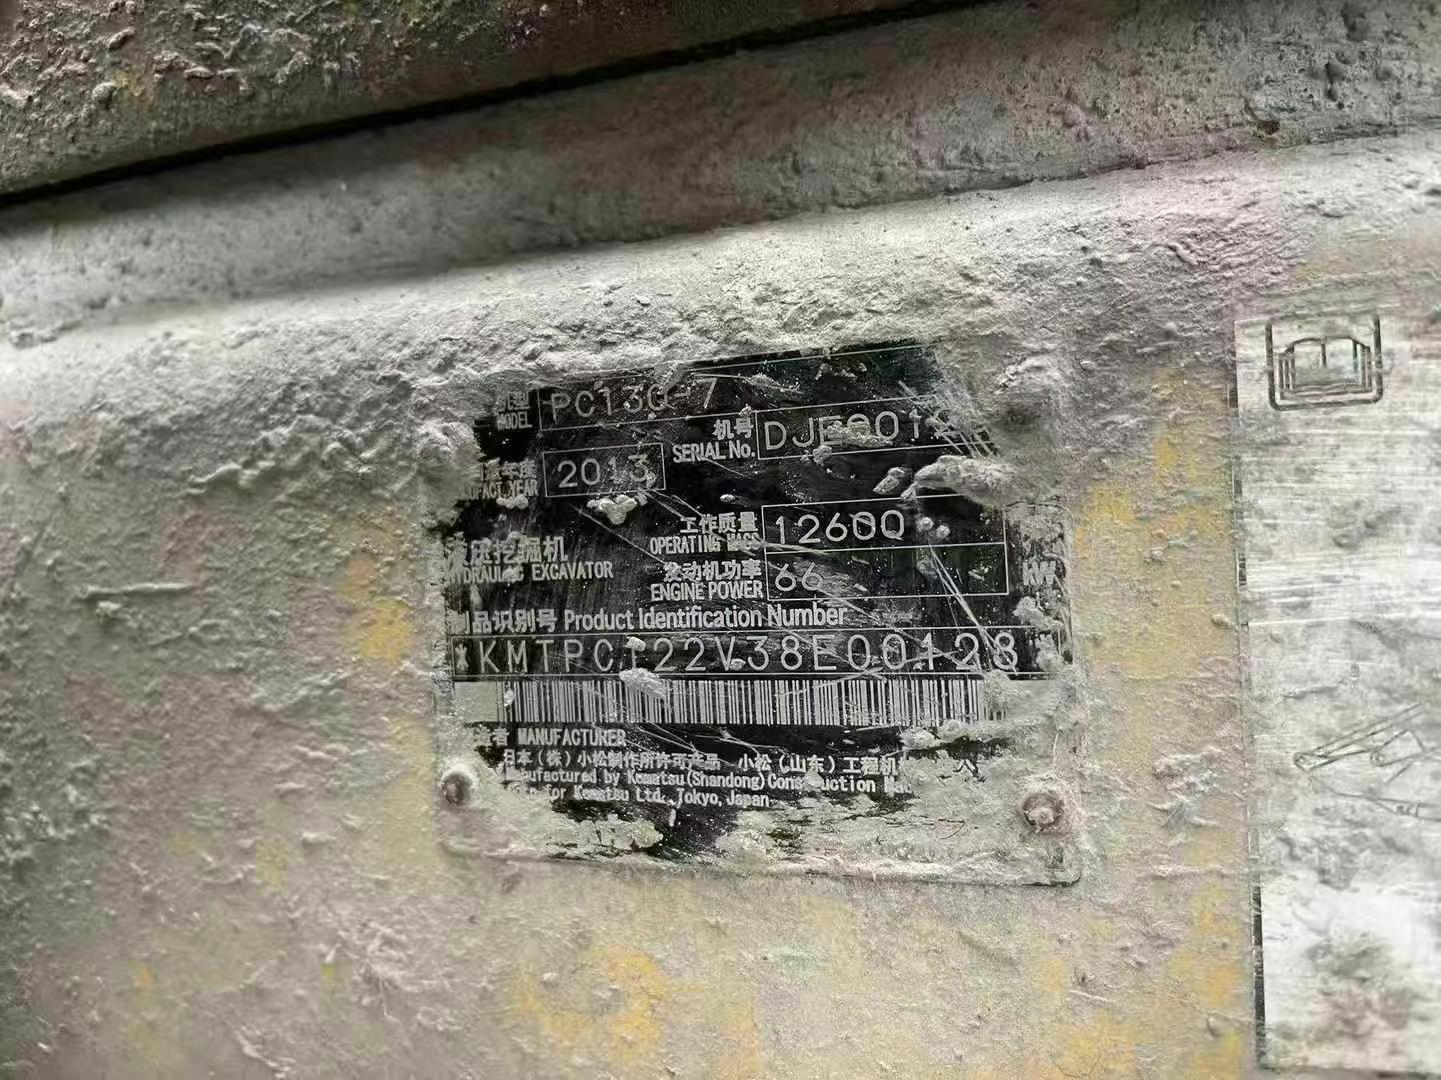 机型 MODEL PC130-7
机号 SERIAL No. DJE001
2013
工作质量 OPERATING MASS 12600
液压挖掘机 HYDRAULIC EXCAVATOR
发动机功率 ENGINE POWER 66 kW
制品识别号 Product Identification Number
*KMTPC122V38E00128*
MANUFACTURER
日本(株)小松制作所许可产品 小松(山东)工程机
Manufactured by Komatsu(Shandong)Construction
for Komatsu Ltd. Tokyo, Japan